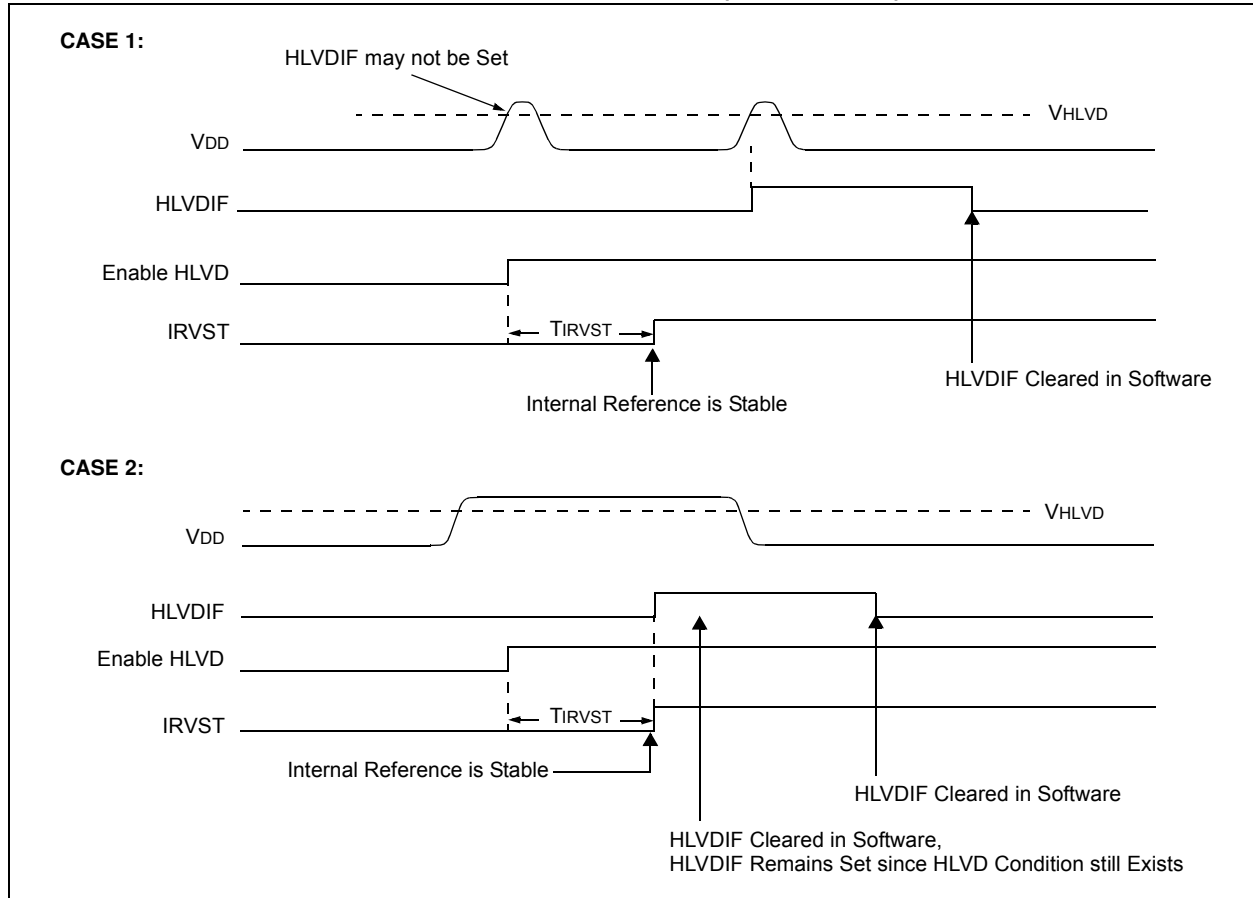 CASE 1:
HLVDIF may not be Set
VHLVD
VDD
HLVDIF
Enable HLVD
TIRVST
IRVST
HLVDIF Cleared in Software
Internal Reference is Stable
CASE 2:
VHLVD
VDD
HLVDIF
Enable HLVD
TIRVST
IRVST
Internal Reference is Stable
HLVDIF Cleared in Software
HLVDIF Cleared in Software,
HLVDIF Remains Set since HLVD Condition still Exists